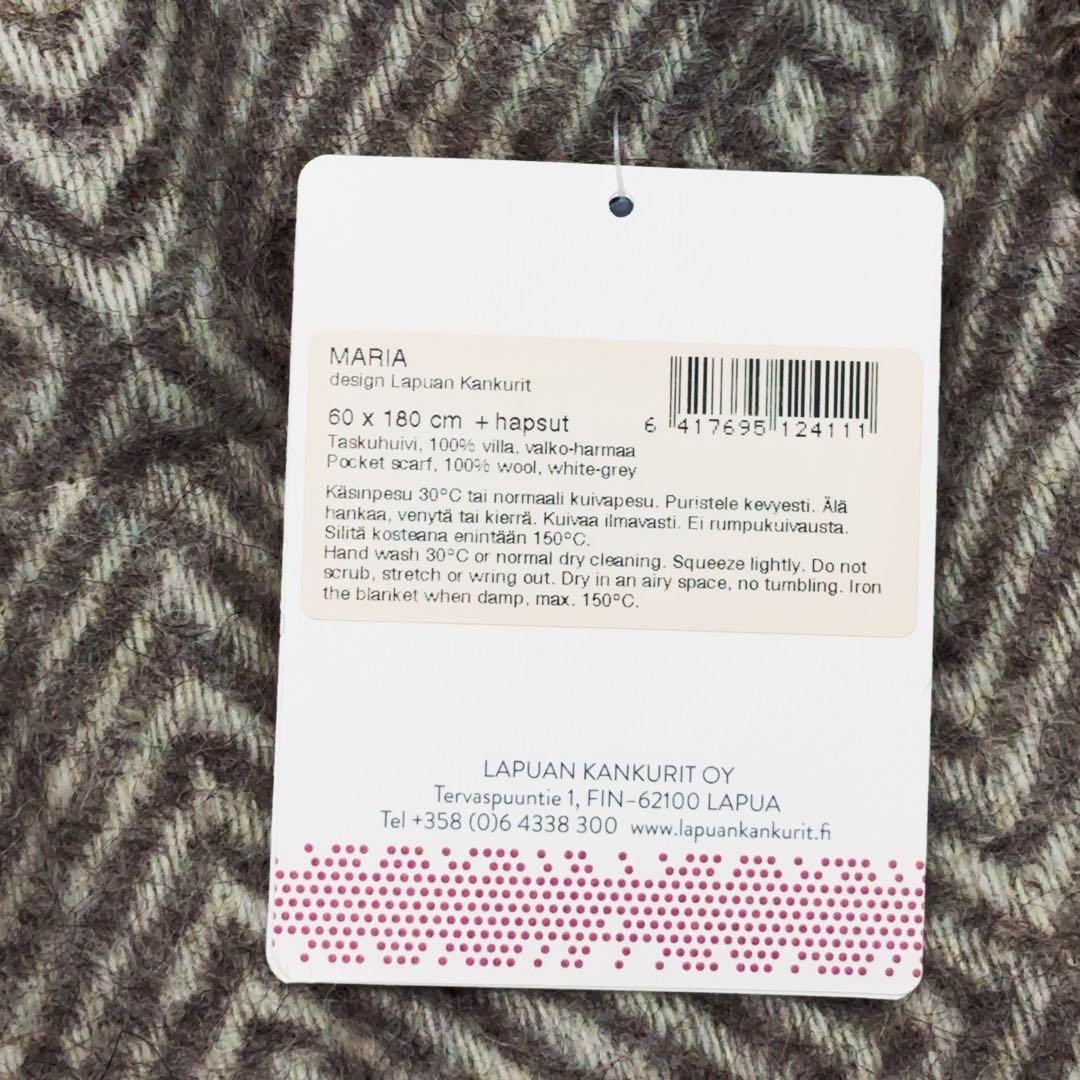 MARIA
design Lapuan Kankurit
60 x 180 cm + hapsut
6 417695 124111
Taskuhuivi, 100% villa, valko-harmaa
Pocket scarf, 100% wool, white-grey
Käsinpesu 30°C tai normaali kuivapesu. Puristele kevyesti. Älä
hankaa, venytä tai kierrä. Kuivaa ilmavasti. Ei rumpukuivausta.
Silitä kosteana enintään 150°C.
Hand wash 30°C or normal dry cleaning. Squeeze lightly. Do not
scrub, stretch or wring out. Dry in an airy space, no tumbling. Iron
the blanket when damp, max. 150°C.
LAPUAN KANKURIT OY
Tervaspuuntie 1, FIN-62100 LAPUA
Tel +358 (0)6 4338 300 www.lapuankankurit.fi